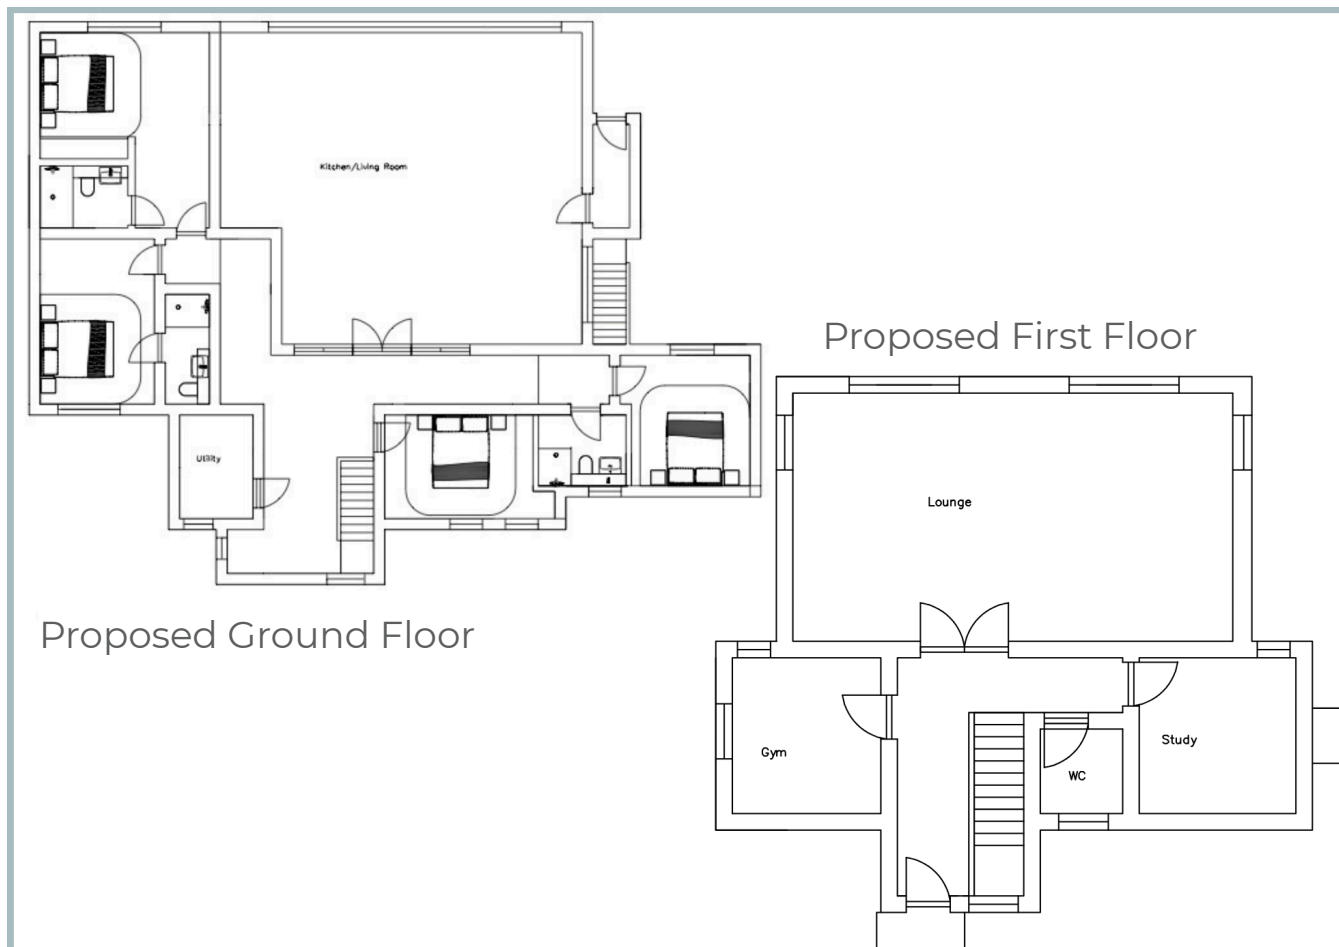 Kitchen/Living Room
Utility
Proposed Ground Floor
Proposed First Floor
Lounge
Gym
WC
Study